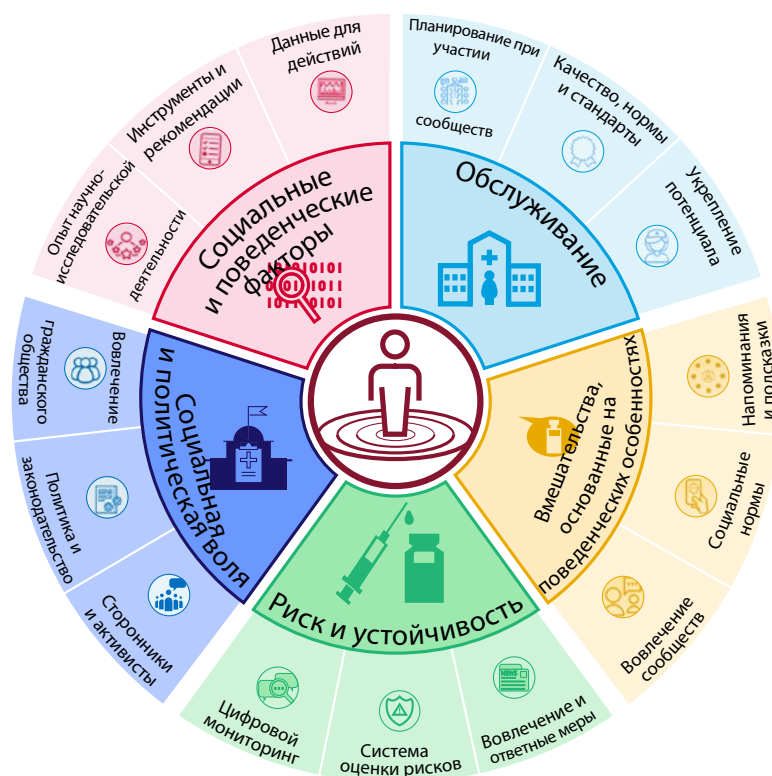 Данные для
действий
Инструменты и
рекомендации
Опыт научно-
исследовательской
деятельности
Социальные
и поведенческие
факторы
01010101
Планирование при
участии
сообществ
Качество, нормы
и стандарты
Укрепление
потенциала
Обслуживание
Напоминания
и подсказки
Социальные
нормы
Вовлечение
сообществ
Вмешательства,
основанные на
поведенческих особенностях
Вовлечение и
ответные меры
NEWS
Система
оценки рисков
Цифровой
мониторинг
Риск и устойчивость
Сторонники
и активисты
Политика и
законодательство
Вовлечение
гражданского
общества
Социальная
и политическая воля